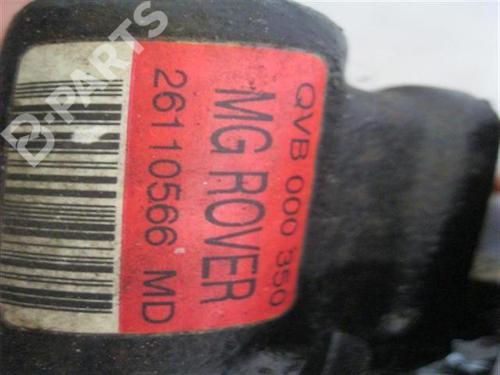 QVB 000 350
MG ROVER
26110566 MD
B-PARTS